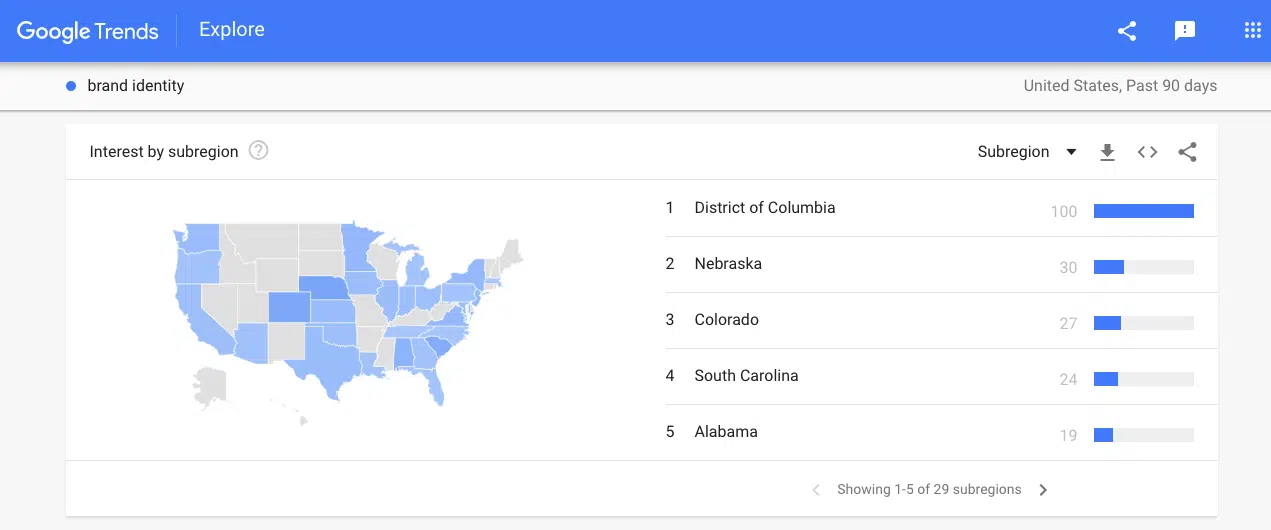 Google Trends Explore
brand identity United States, Past 90 days
Interest by subregion ? Subregion
1 District of Columbia 100
2 Nebraska 30
3 Colorado 27
4 South Carolina 24
5 Alabama 19
Showing 1-5 of 29 subregions